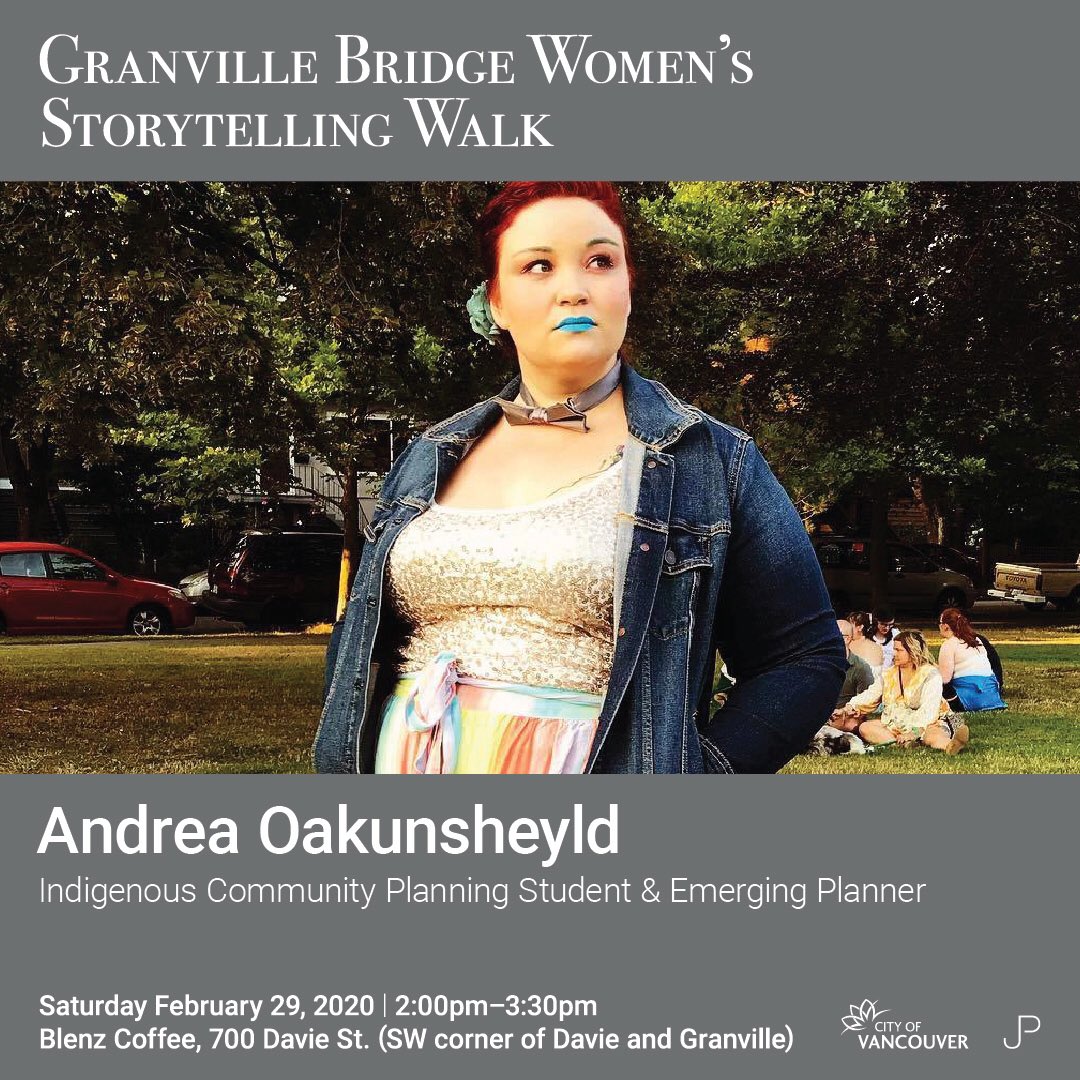 Granville Bridge Women's
Storytelling Walk
TOYOTA
Andrea Oakunsheyld
Indigenous Community Planning Student & Emerging Planner
Saturday February 29, 2020 | 2:00pm–3:30pm
Blenz Coffee, 700 Davie St. (SW corner of Davie and Granville)
CITY OF
VANCOUVER
JP